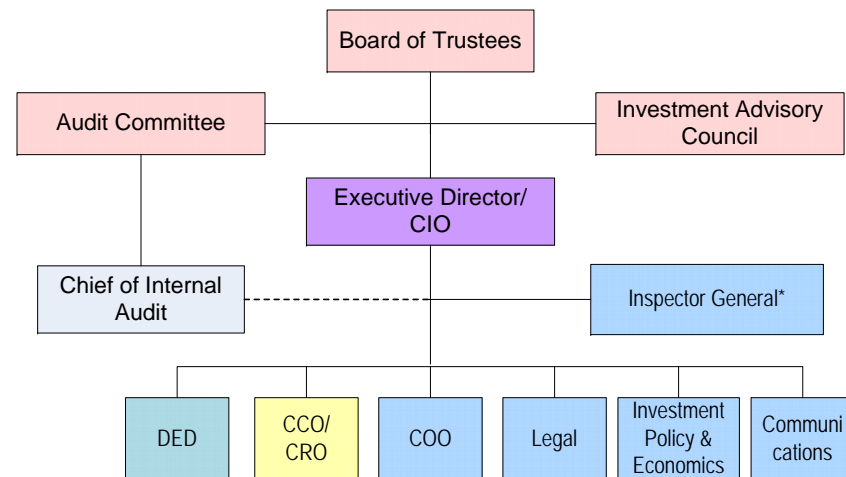 Board of Trustees
Audit Committee
Investment Advisory
Council
Executive Director/
CIO
Chief of Internal
Audit
Inspector General*
DED
CCO/
CRO
COO
Legal
Investment
Policy &
Economics
Communi
cations